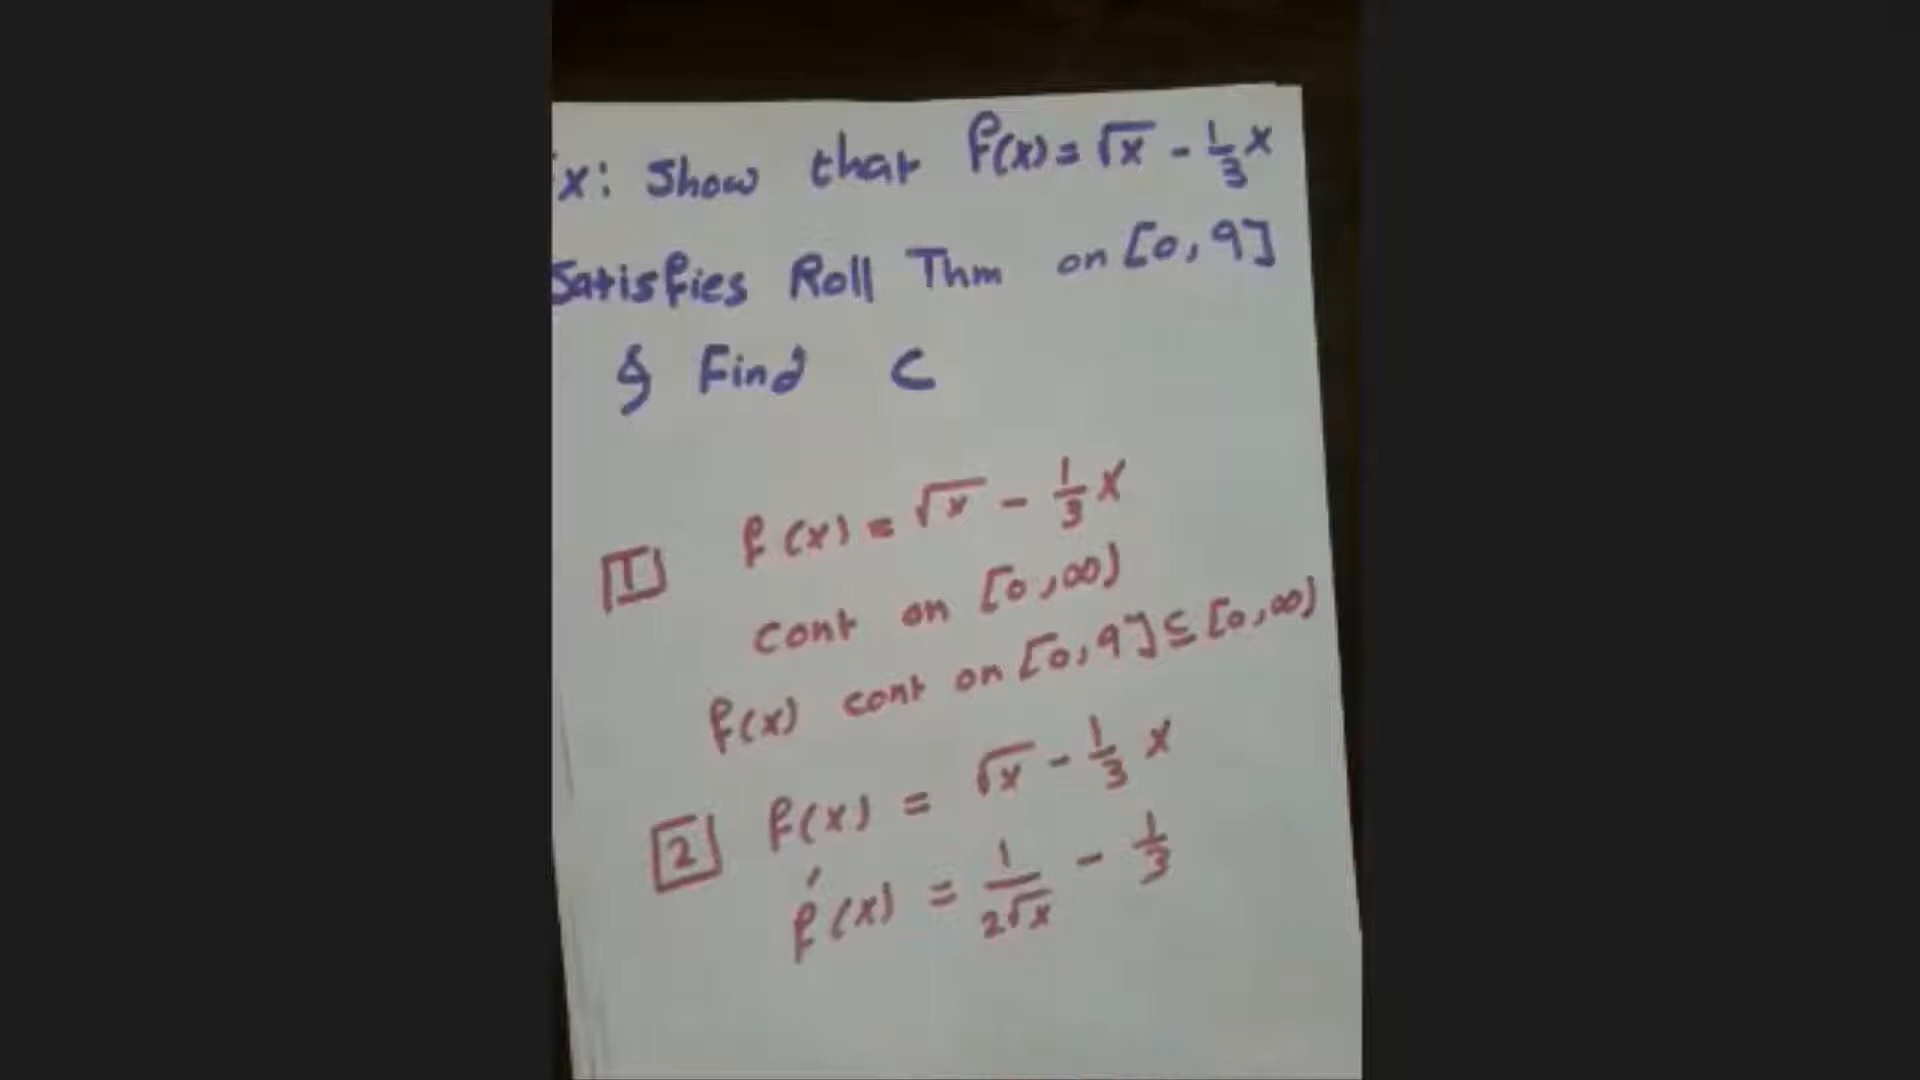 x: Show that f(x) = √x - 1/3 x
Satisfies Roll Thm on [0, 9]
& Find C
1 f(x) = √x - 1/3 x
cont on [0, ∞)
f(x) cont on [0, 9] ⊆ [0, ∞)
2 f(x) = √x - 1/3 x
f'(x) = 1/2√x - 1/3